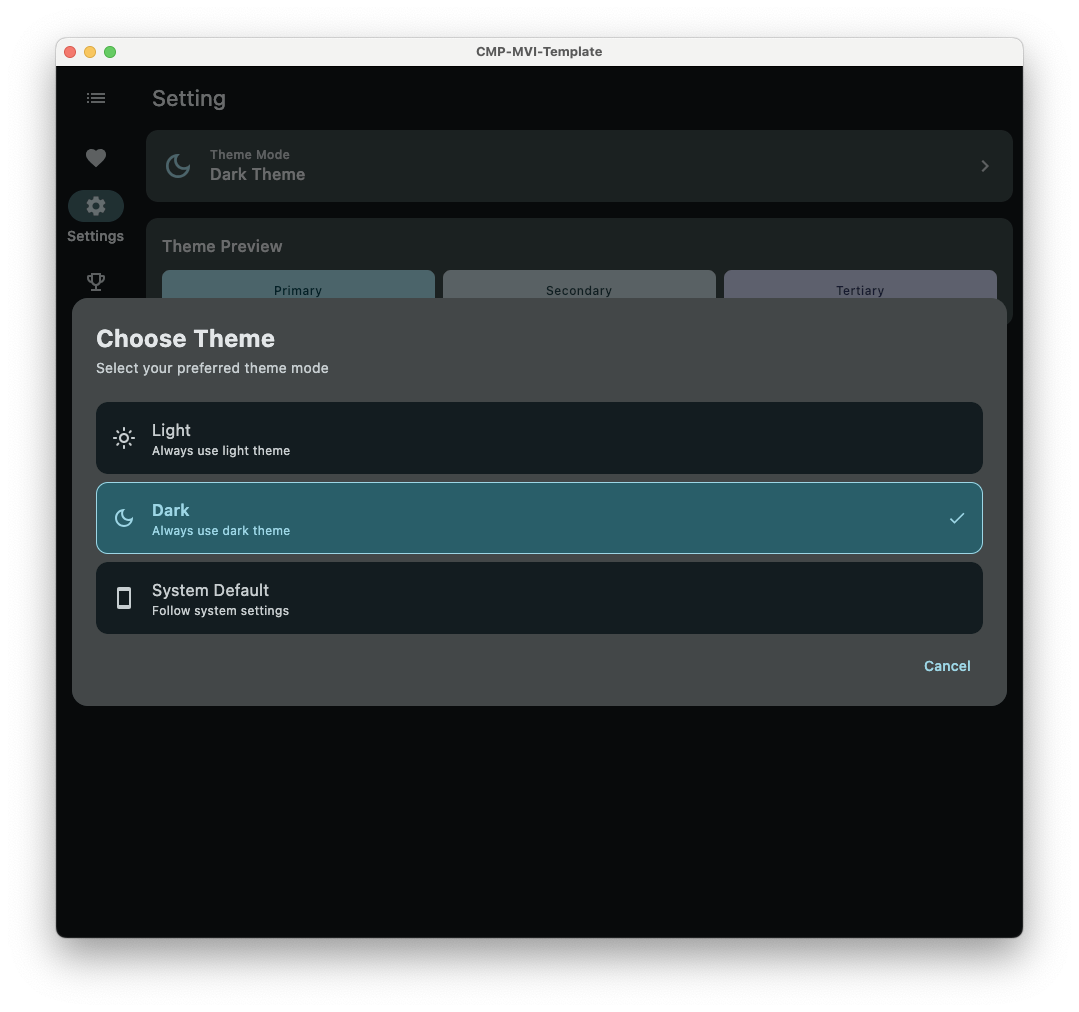 CMP-MVI-Template
Setting
Theme Mode
Dark Theme
Settings
Theme Preview
Primary
Secondary
Tertiary
Choose Theme
Select your preferred theme mode
Light
Always use light theme
Dark
Always use dark theme
System Default
Follow system settings
Cancel